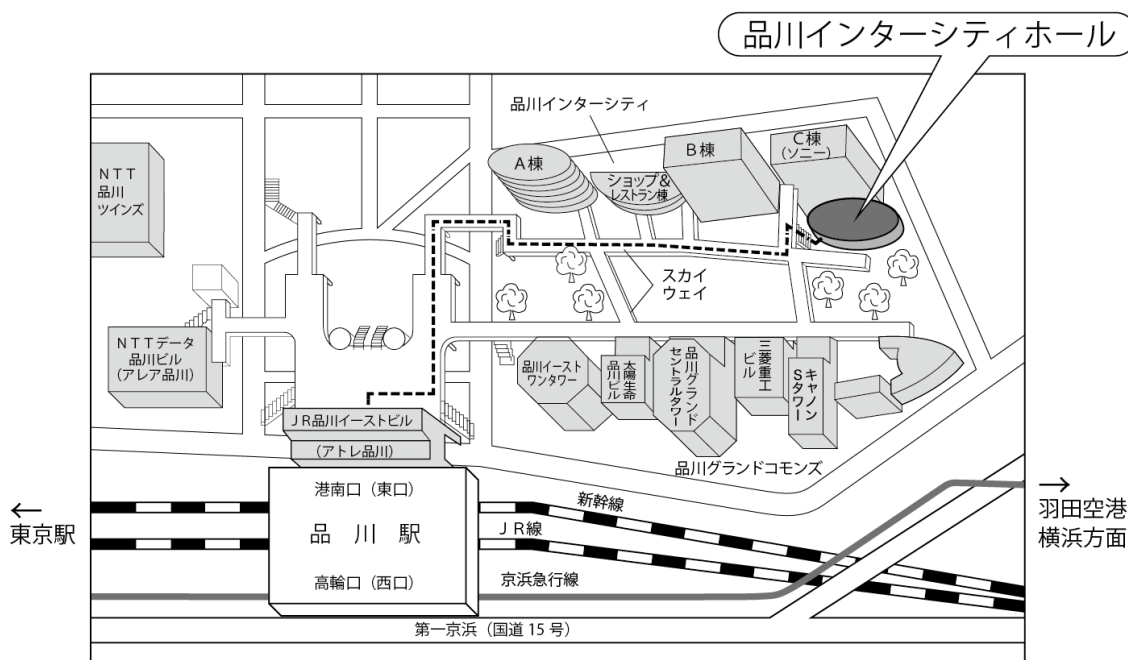 品川インターシティホール
品川インターシティ
A棟
ショップ&
レストラン棟
B棟
C棟
(ソニー)
NTT
品川
ツインズ
スカイ
ウェイ
NTTデータ
品川ビル
(アレア品川)
品川イースト
ワンタワー
太陽生命
品川ビル
品川グランド
セントラルタワー
三菱重工
ビル
キヤノン
Sタワー
JR品川イーストビル
(アトレ品川)
品川グランドコモンズ
港南口(東口)
品川駅
高輪口(西口)
新幹線
JR線
京浜急行線
第一京浜(国道15号)
←
東京駅
→
羽田空港
横浜方面